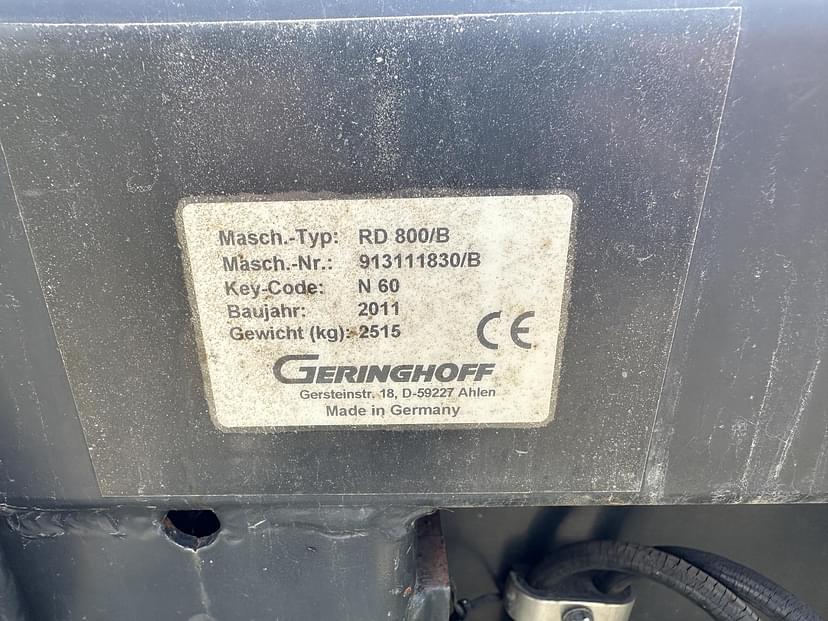 Masch.-Typ: RD 800/B
Masch.-Nr.: 913111830/B
Key-Code: N 60
Baujahr: 2011
Gewicht (kg): 2515
CE
GERINGHOFF
Gersteinstr. 18, D-59227 Ahlen
Made in Germany